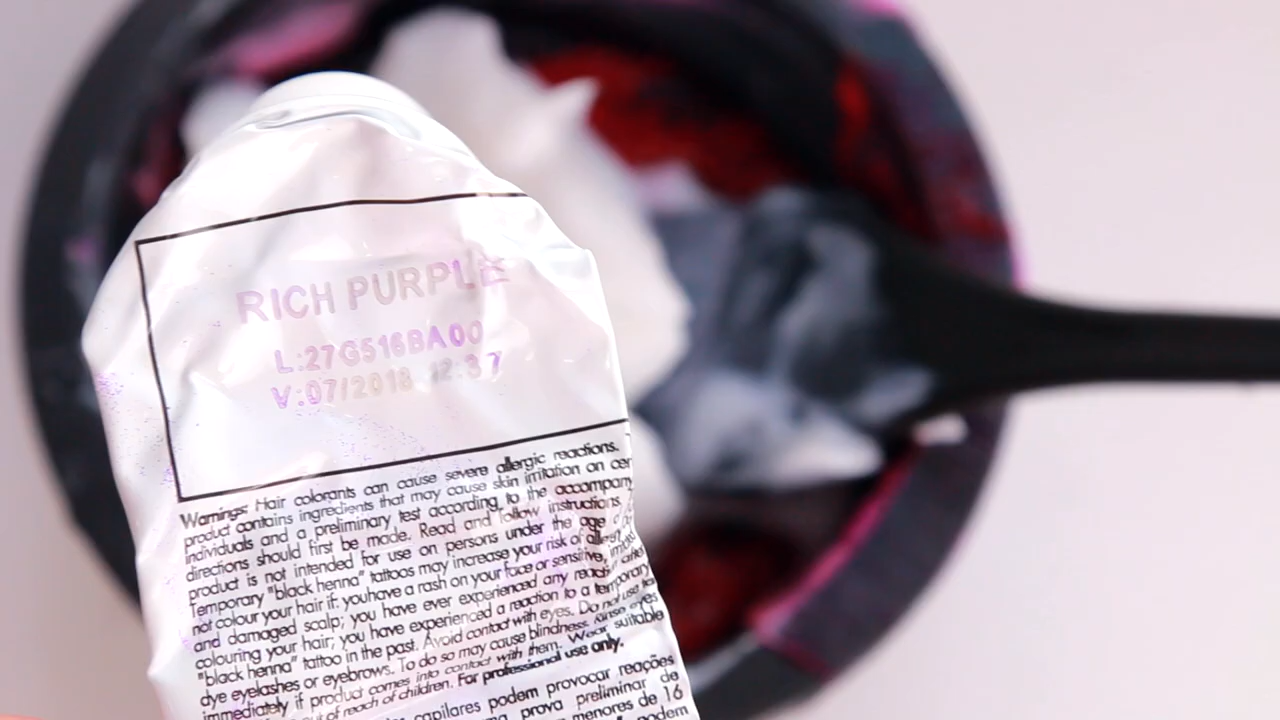 RICH PURPLE
L:27G516BA00
V:07/2018 12:37
Warnings: Hair colorants can cause severe allergic reactions.
product contains ingredients that may cause skin irritation on cer
individuals and a preliminary test according to the accompany
directions should first be made. Read and follow instructions.
product is not intended for use on persons under the age of
Temporary "black henna" tattoos may increase your risk of allergy.
not colour your hair if: youhave a rash on your face or sensitive,
and damaged scalp; you have ever experienced any reacti
colouring your hair; you have experienced a reaction to a temporary
"black henna" tattoo in the past. Avoid contact with eyes. Do not use
dye eyelashes or eyebrows. To do so may cause blindness. Rinse eyes
immediately if product comes into contact with them. Wear suitable
out of reach of children. For professional use only.
capilares podem provocar reações
prova preliminar de
menores de 16
podem